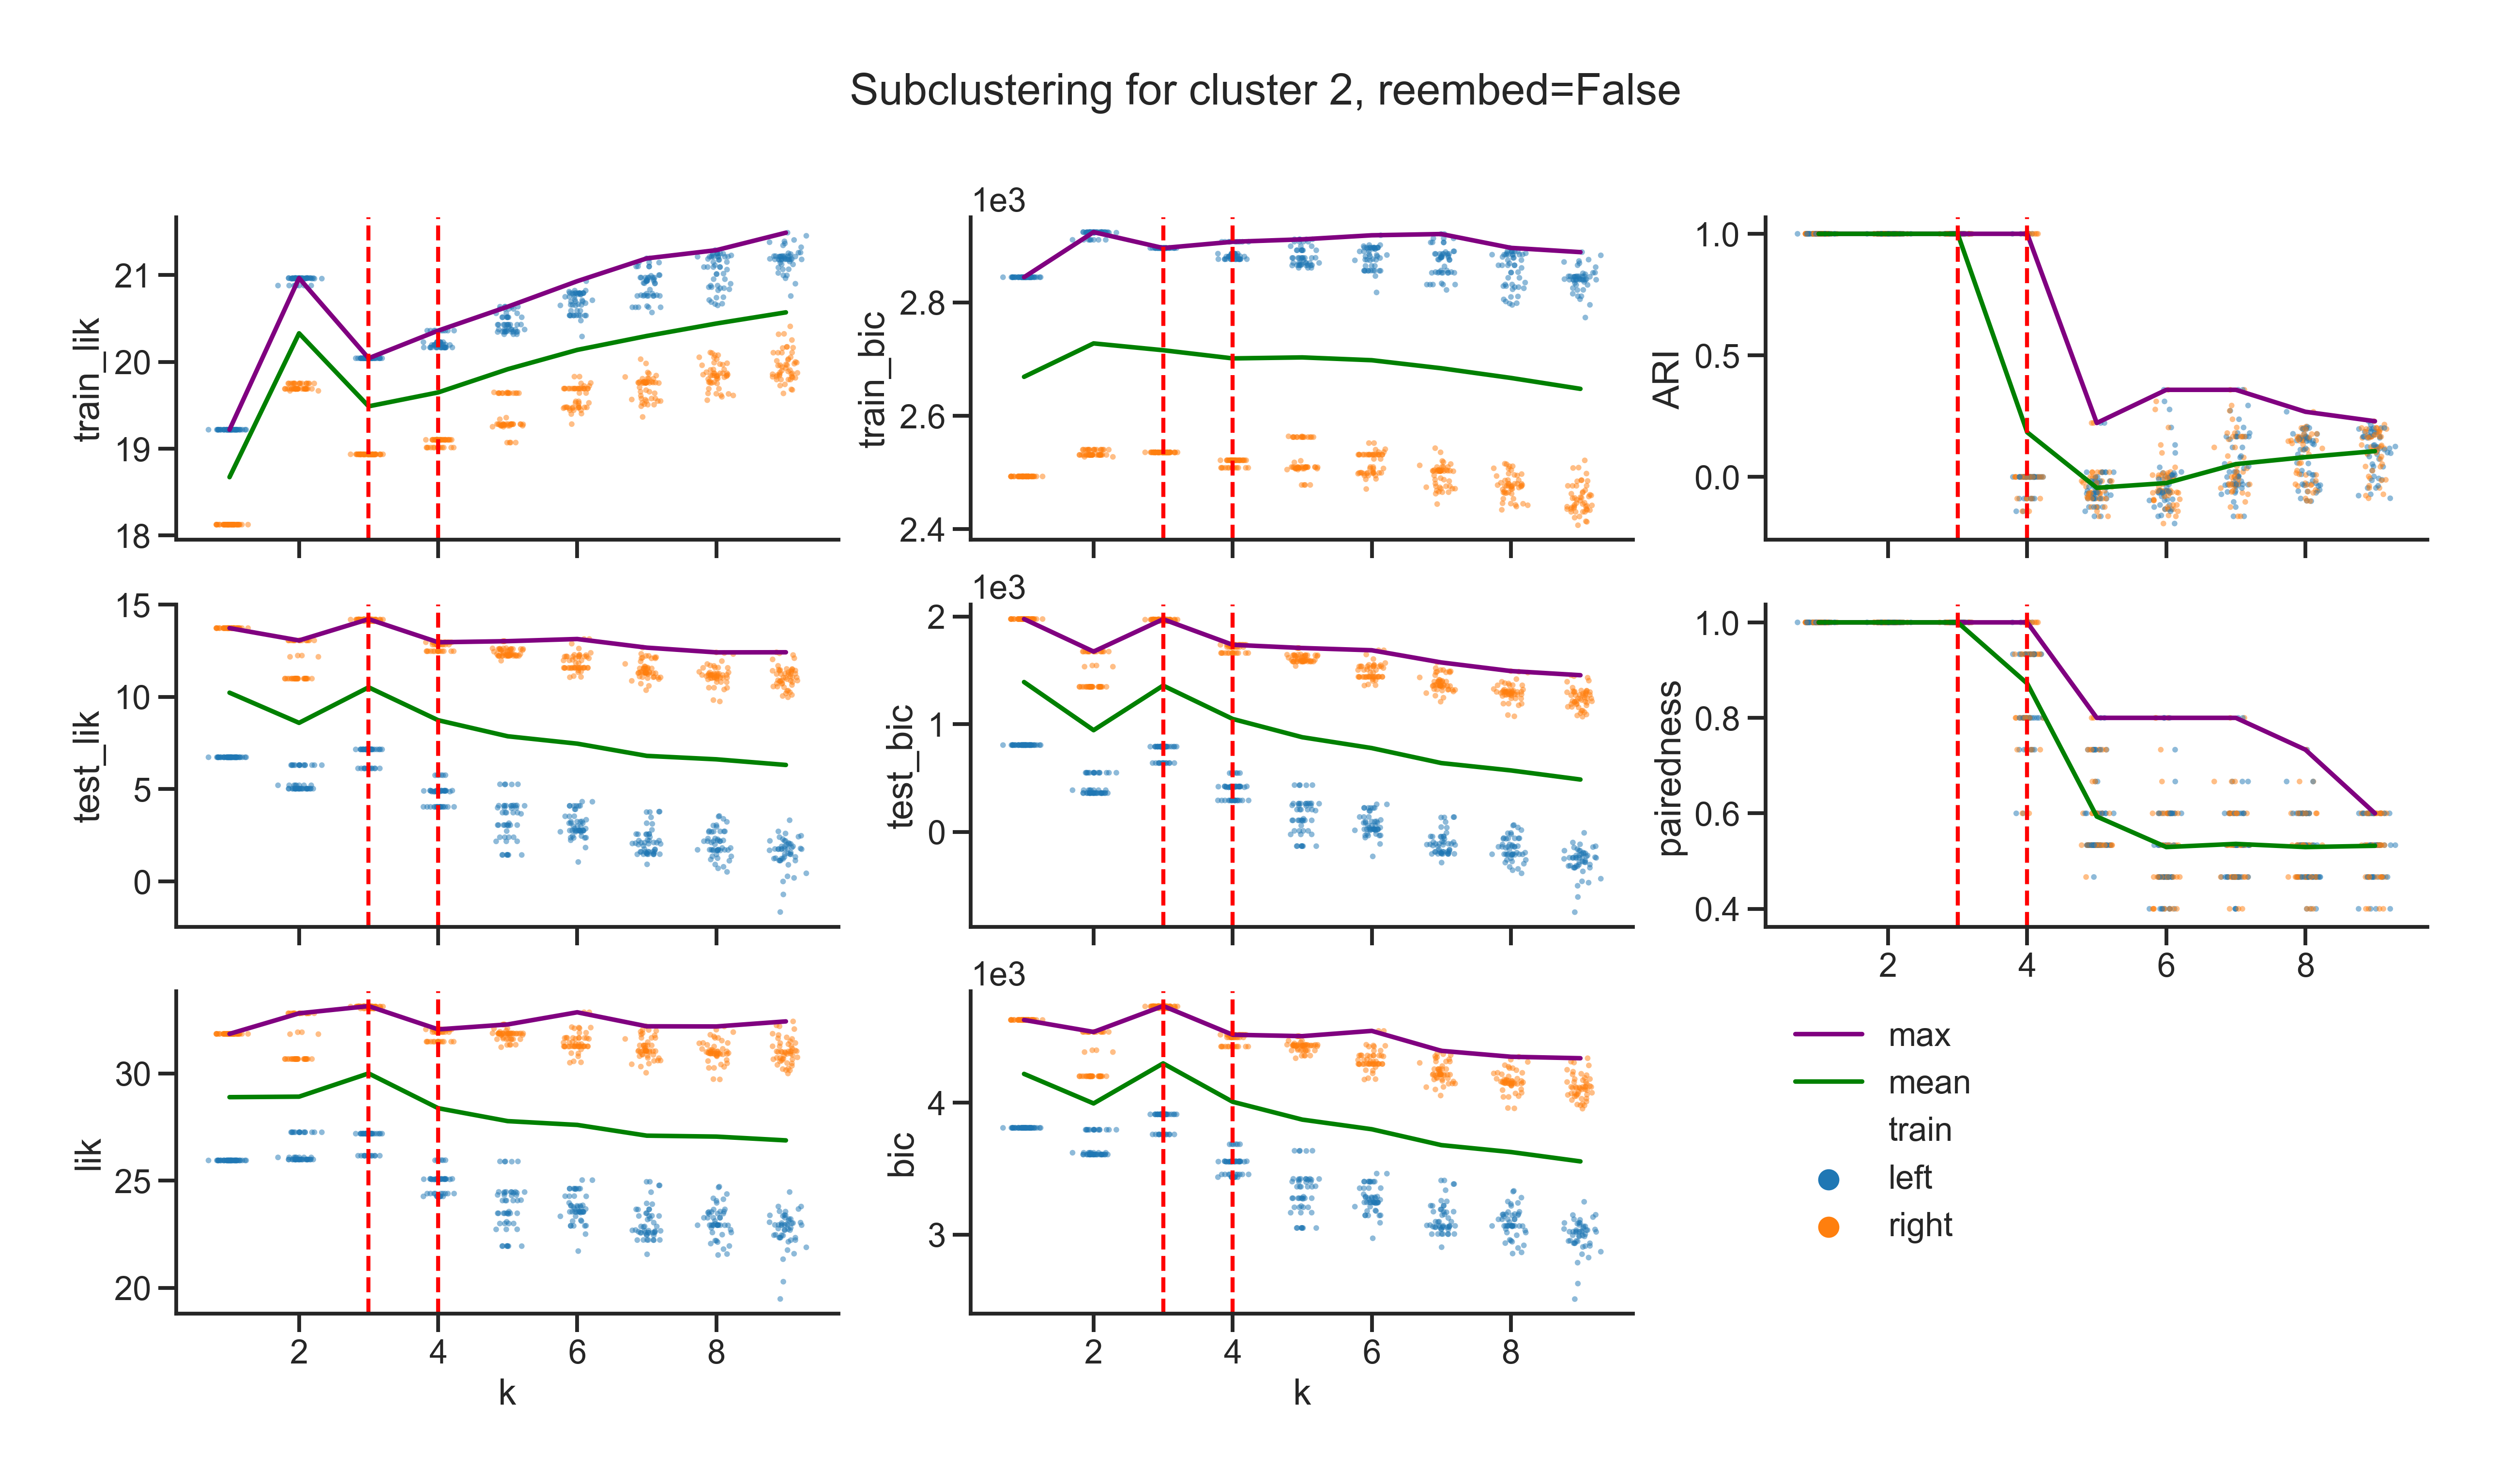 Subclustering for cluster 2, reembed=False
train_lik
21
20
19
18
1e3
train_bic
2.8
2.6
2.4
ARI
1.0
0.5
0.0
test_lik
15
10
5
0
1e3
test_bic
2
1
0
pairedness
1.0
0.8
0.6
0.4
2
4
6
8
lik
30
25
20
2
4
6
8
k
1e3
bic
4
3
2
4
6
8
k
max
mean
train
left
right